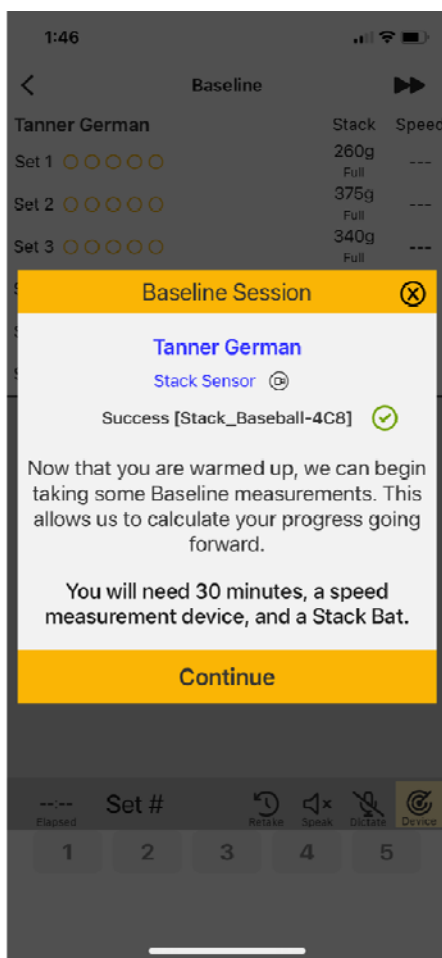 1:46
Baseline
Tanner German Stack Speed
Set 1 260g ---
Full
Set 2 375g ---
Full
Set 3 340g ---
Full
Baseline Session
Tanner German
Stack Sensor
Success [Stack_Baseball-4C8]
Now that you are warmed up, we can begin
taking some Baseline measurements. This
allows us to calculate your progress going
forward.
You will need 30 minutes, a speed
measurement device, and a Stack Bat.
Continue
--:-- Set #
Elapsed Retake Speak Dictate Device
1 2 3 4 5